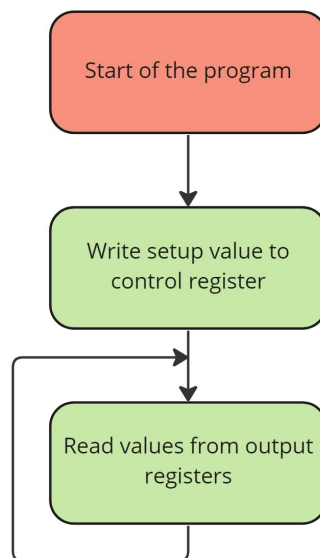 Start of the program
Write setup value to
control register
Read values from output
registers